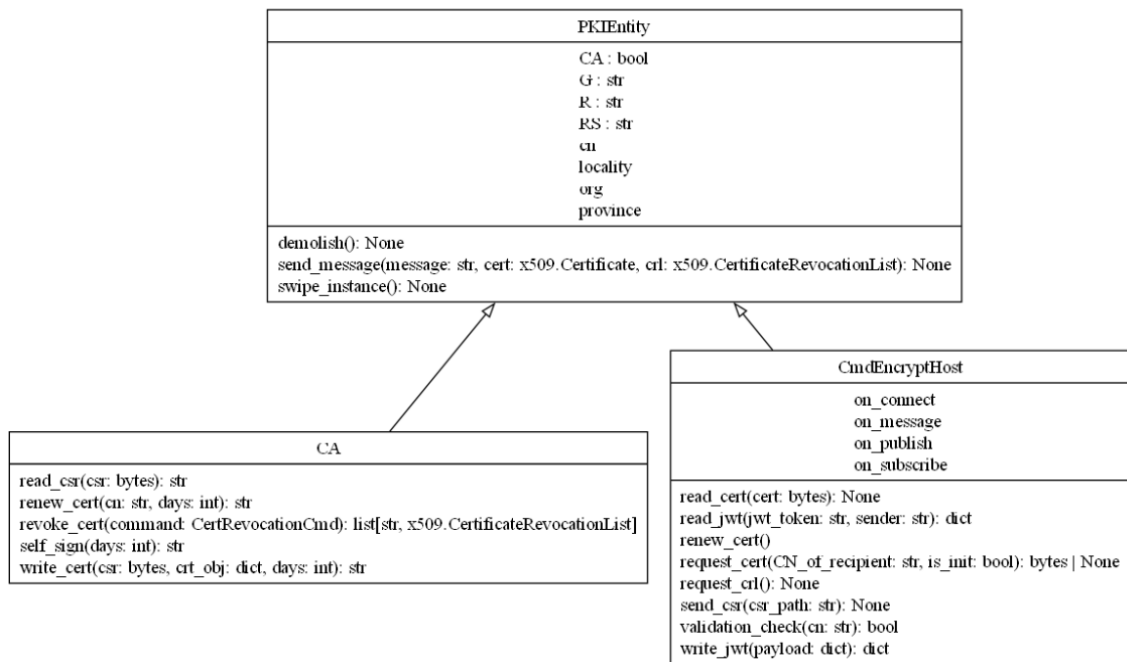 PKIEntity
CA : bool
G : str
R : str
RS : str
cn
locality
org
province
demolish(): None
send_message(message: str, cert: x509.Certificate, crl: x509.CertificateRevocationList): None
swipe_instance(): None
CA
read_csr(csr: bytes): str
renew_cert(cn: str, days: int): str
revoke_cert(command: CertRevocationCmd): list[str, x509.CertificateRevocationList]
self_sign(days: int): str
write_cert(csr: bytes, crt_obj: dict, days: int): str
CmdEncryptHost
on_connect
on_message
on_publish
on_subscribe
read_cert(cert: bytes): None
read_jwt(jwt_token: str, sender: str): dict
renew_cert()
request_cert(CN_of_recipient: str, is_init: bool): bytes | None
request_crl(): None
send_csr(csr_path: str): None
validation_check(cn: str): bool
write_jwt(payload: dict): dict